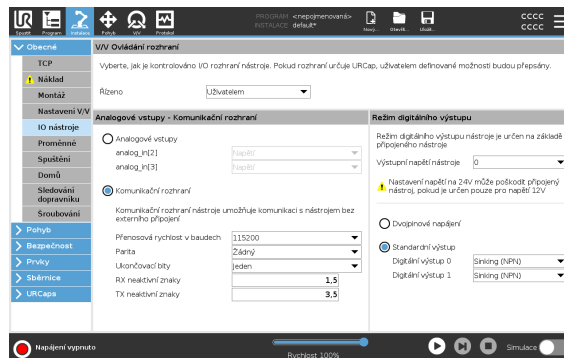 PROGRAM <nepojmenovaná>
INSTALACE default*
CCCC
CCCC
Spustit Program Instalace Pohyb V/V Protokol Nový... Otevřít... Uložit...
Obecné
TCP
Náklad
Montáž
Nastavení V/V
IO nástroje
Proměnné
Spuštění
Domů
Sledování
dopravníku
Šroubování
Pohyb
Bezpečnost
Prvky
Sběrnice
URCaps
V/V Ovládání rozhraní
Vyberte, jak je kontrolováno I/O rozhraní nástroje. Pokud rozhraní určuje URCap, uživatelem definované možnosti budou přepsány.
Řízeno Uživatelem
Analogové vstupy - Komunikační rozhraní
Analogové vstupy
analog_in[2] Napětí
analog_in[3] Napětí
Komunikační rozhraní
Komunikační rozhraní nástroje umožňuje komunikaci s nástrojem bez
externího připojení
Přenosová rychlost v baudech 115200
Parita Žádný
Ukončovací bity Jeden
RX neaktivní znaky 1,5
TX neaktivní znaky 3,5
Režim digitálního výstupu
Režim digitálního výstupu nástroje je určen na základě
připojeného nástroje
Výstupní napětí nástroje 0
Nastavení napětí na 24V může poškodit připojený
nástroj, pokud je určen pouze pro napětí 12V
Dvojpinové napájení
Standardní výstup
Digitální výstup 0 Sinking (NPN)
Digitální výstup 1 Sinking (NPN)
Napájení vypnuto
Rychlost 100%
Simulace